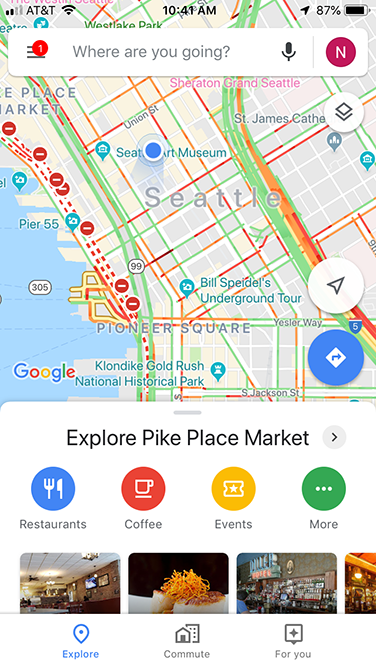 AT&T 10:41 AM 87%
The Westin Seattle
Westlake Park
1
Where are you going?
N
Sheraton Grand Seattle
KE PLACE
MARKET
Union St
St. James Cathe
Seattle Art Museum
Seattle
el
Pier 55
99
305
Bill Speidel's
Underground Tour
Yesler Way
5
PIONEER SQUARE
Klondike Gold Rush
National Historical Park
Google
S Jackson St
Explore Pike Place Market
Restaurants
Coffee
Events
More
Explore
Commute
For you